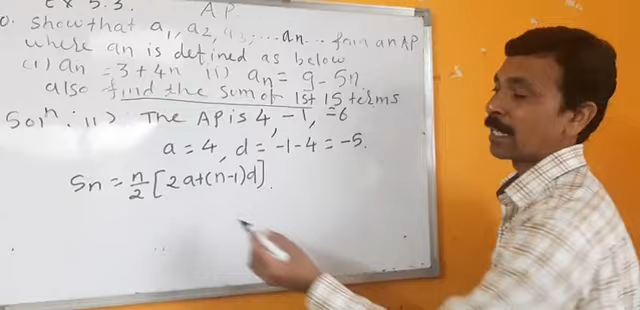 Ex 5.3 A P.
0. Show that a1, a2, a3, ... an ... form an AP
where an is defined as below
(i) an = 3 + 4n ii) an = 9 - 5n
also find the sum of 1st 15 terms
Solⁿ: ii) The AP is 4, -1, -6
a = 4, d = -1 - 4 = -5.
Sn = n/2 [2a+(n-1)d].